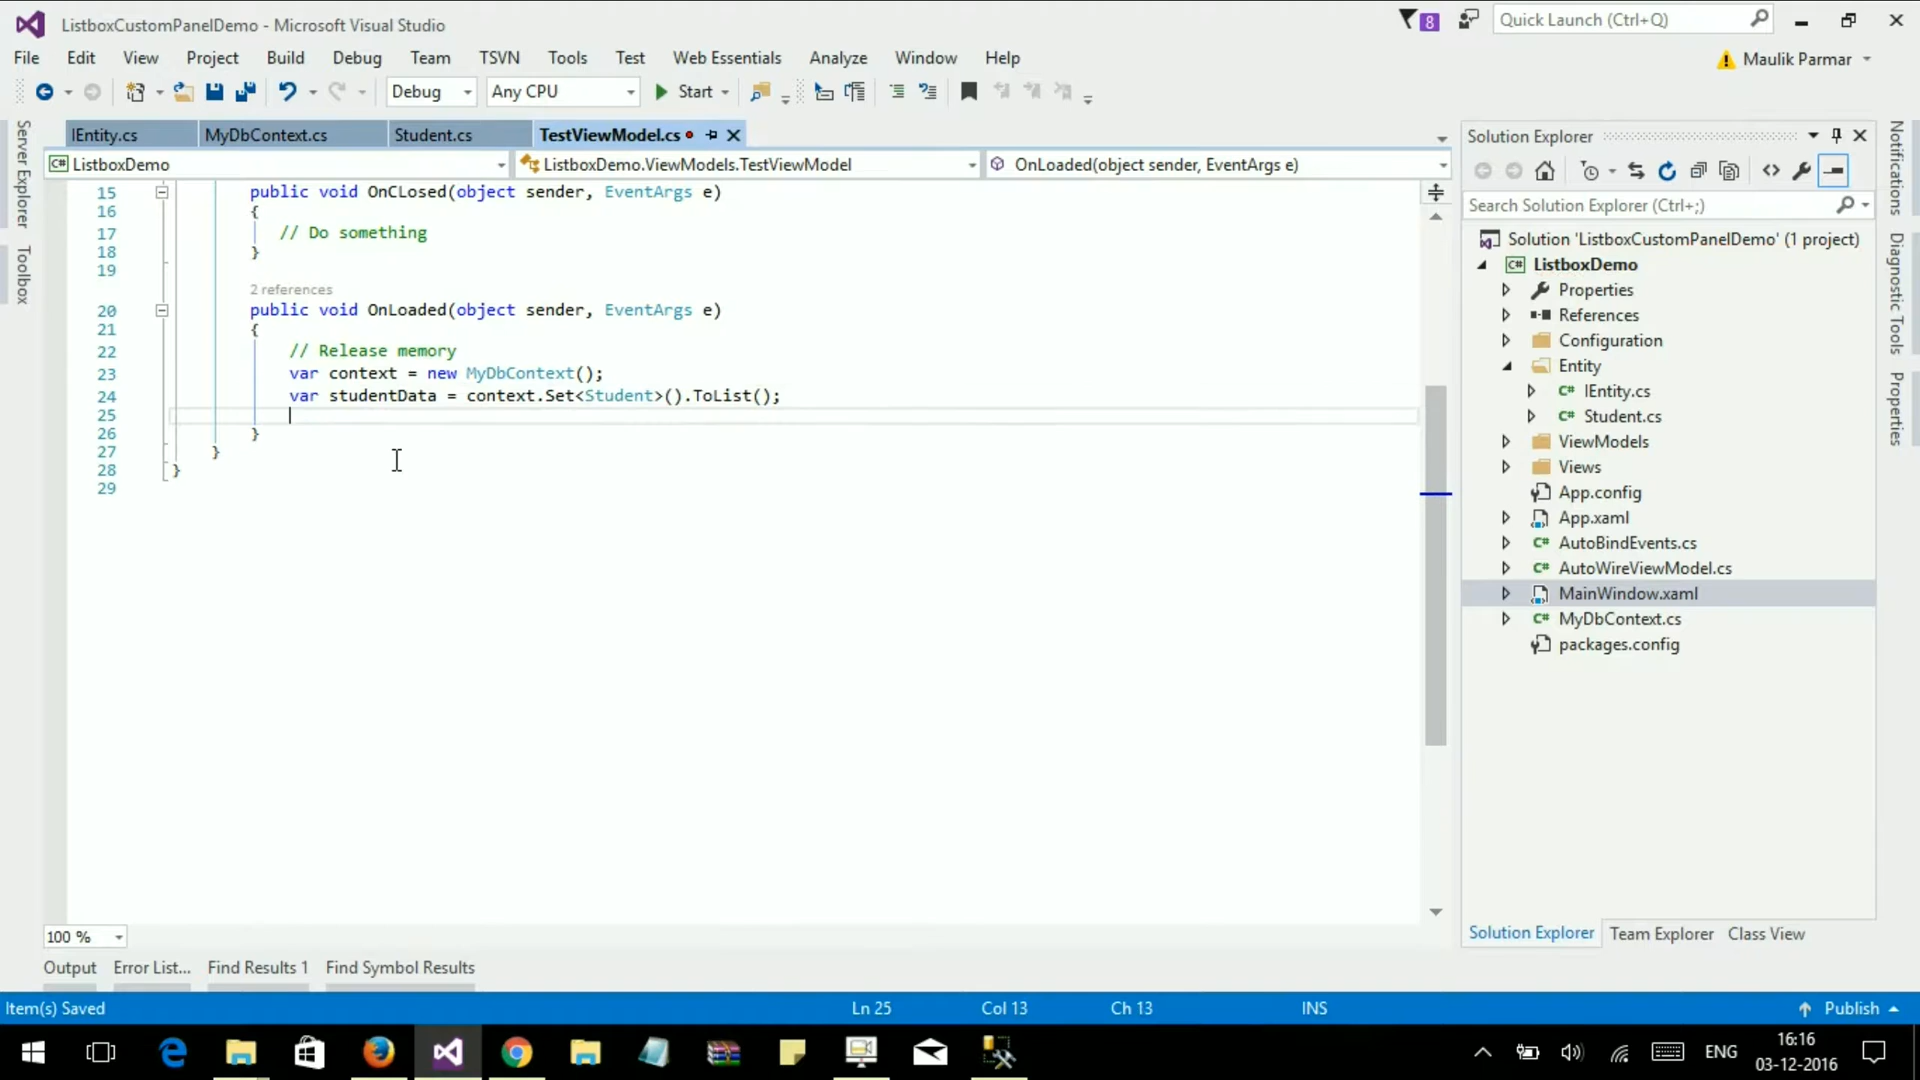 ListboxCustomPanelDemo - Microsoft Visual Studio
8
Quick Launch (Ctrl+Q)
File Edit View Project Build Debug Team TSVN Tools Test Web Essentials Analyze Window Help
Maulik Parmar
Debug Any CPU Start
Server Explorer
Toolbox
IEntity.cs MyDbContext.cs Student.cs TestViewModel.cs
ListboxDemo ListboxDemo.ViewModels.TestViewModel OnLoaded(object sender, EventArgs e)
15 public void OnCLosed(object sender, EventArgs e)
16 {
17 // Do something
18 }
19
2 references
20 public void OnLoaded(object sender, EventArgs e)
21 {
22 // Release memory
23 var context = new MyDbContext();
24 var studentData = context.Set<Student>().ToList();
25
26 }
27 }
28 }
29
100 %
Output Error List... Find Results 1 Find Symbol Results
Solution Explorer
Search Solution Explorer (Ctrl+;)
Solution 'ListboxCustomPanelDemo' (1 project)
C# ListboxDemo
Properties
References
Configuration
Entity
C# IEntity.cs
C# Student.cs
ViewModels
Views
App.config
App.xaml
C# AutoBindEvents.cs
C# AutoWireViewModel.cs
MainWindow.xaml
C# MyDbContext.cs
packages.config
Solution Explorer Team Explorer Class View
Notifications
Diagnostic Tools
Properties
Item(s) Saved Ln 25 Col 13 Ch 13 INS Publish
ENG
16:16
03-12-2016